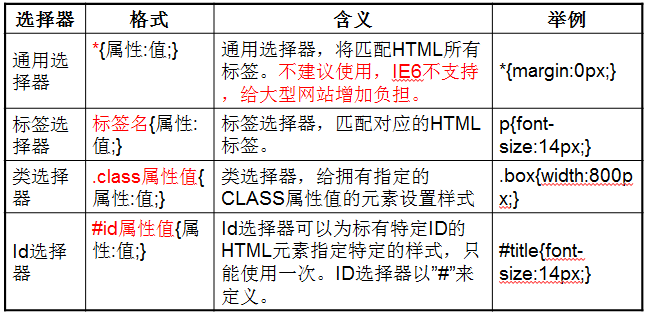 选择器
格式
含义
举例
通用选
择器
*{属性:值;}
通用选择器，将匹配HTML所有
标签。不建议使用，IE6不支持
，给大型网站增加负担。
*{margin:0px;}
标签选
择器
标签名{属性:
值;}
标签选择器，匹配对应的HTML
标签。
p{font-
size:14px;}
类选择
器
.class属性值{
属性:值;}
类选择器，给拥有指定的
CLASS属性值的元素设置样式
.box{width:800p
x;}
Id选择
器
#id属性值{属
性:值;}
Id选择器可以为标有特定ID的
HTML元素指定特定的样式，只
能使用一次。ID选择器以”#”来
定义。
#title{font-
size:14px;}